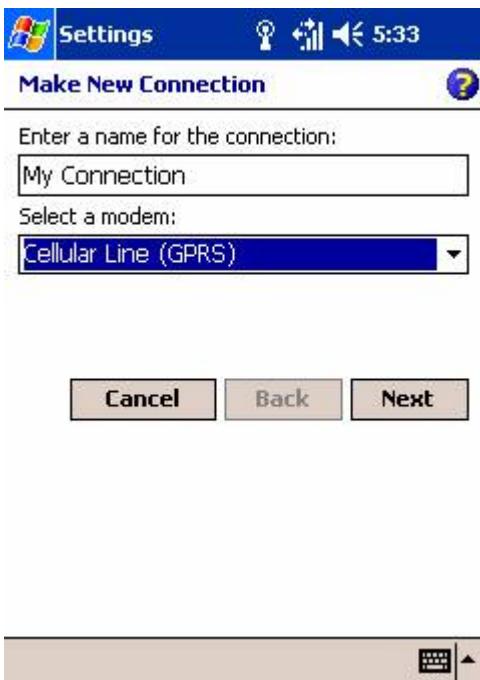 Settings 5:33
Make New Connection
Enter a name for the connection:
My Connection
Select a modem:
Cellular Line (GPRS)
Cancel Back Next